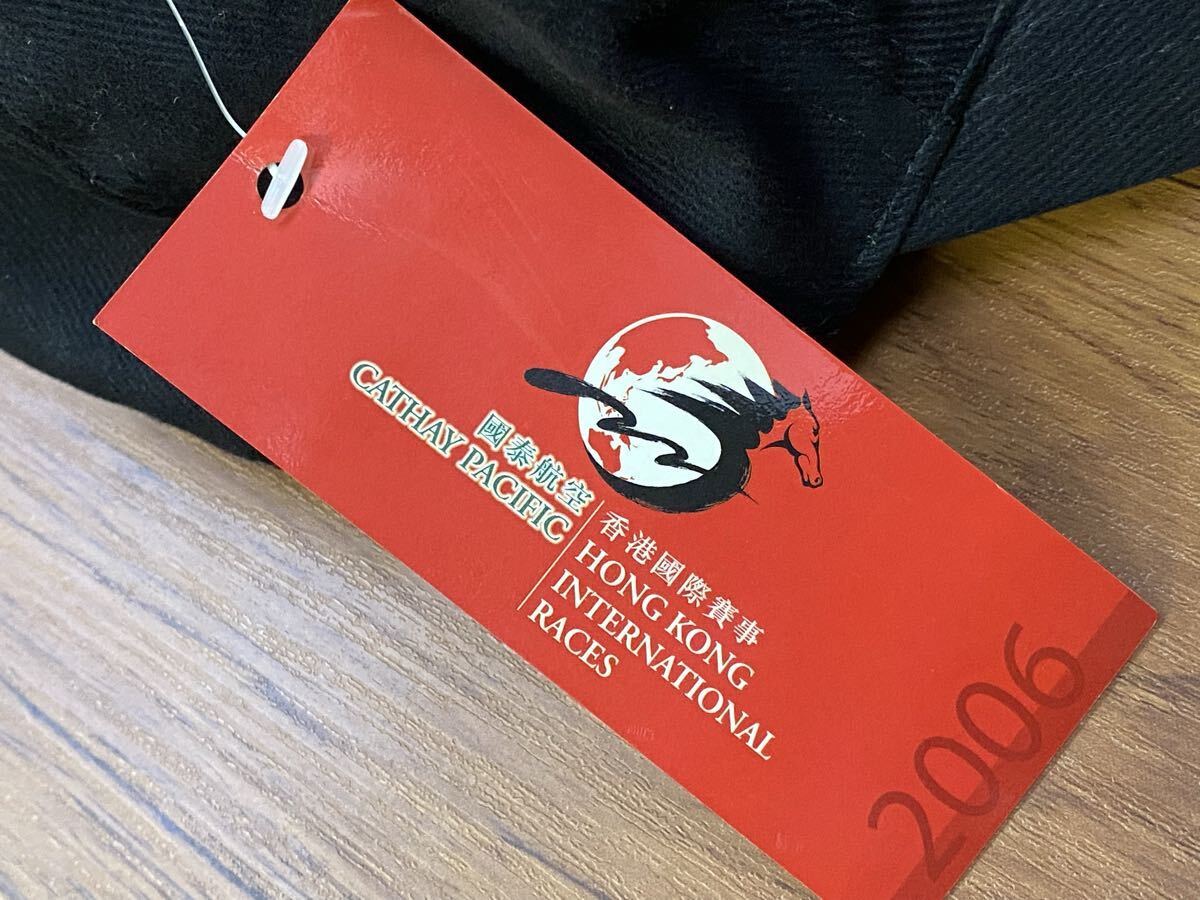 國泰航空
CATHAY PACIFIC
香港國際賽事
HONG KONG
INTERNATIONAL
RACES
2006